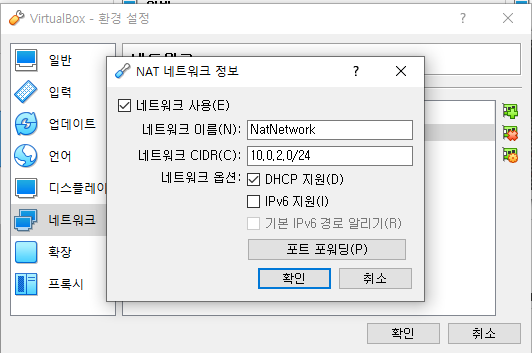 VirtualBox - 환경 설정
일반
입력
업데이트
언어
디스플레이
네트워크
확장
프록시
NAT 네트워크 정보
네트워크 사용(E)
네트워크 이름(N): NatNetwork
네트워크 CIDR(C): 10,0,2,0/24
네트워크 옵션: DHCP 지원(D)
IPv6 지원(I)
기본 IPv6 경로 알리기(R)
포트 포워딩(P)
확인 취소
확인 취소